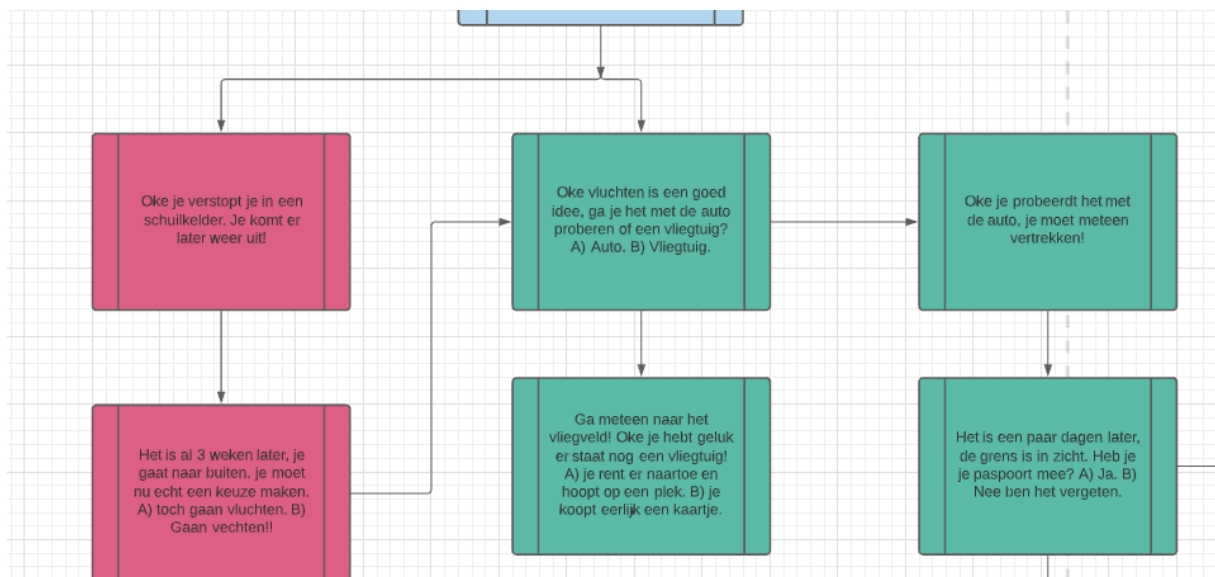 Oke je verstopt je in een
schuilkelder. Je komt er
later weer uit!
Oke vluchten is een goed
idee, ga je het met de auto
proberen of een vliegtuig?
A) Auto. B) Vliegtuig.
Oke je probeerdt het met
de auto, je moet meteen
vertrekken!
Het is al 3 weken later, je
gaat naar buiten. je moet
nu echt een keuze maken.
A) toch gaan vluchten. B)
Gaan vechten!!
Ga meteen naar het
vliegveld! Oke je hebt geluk
er staat nog een vliegtuig!
A) je rent er naartoe en
hoopt op een plek. B) je
koopt eerlijk een kaartje.
Het is een paar dagen later,
de grens is in zicht. Heb je
je paspoort mee? A) Ja. B)
Nee ben het vergeten.